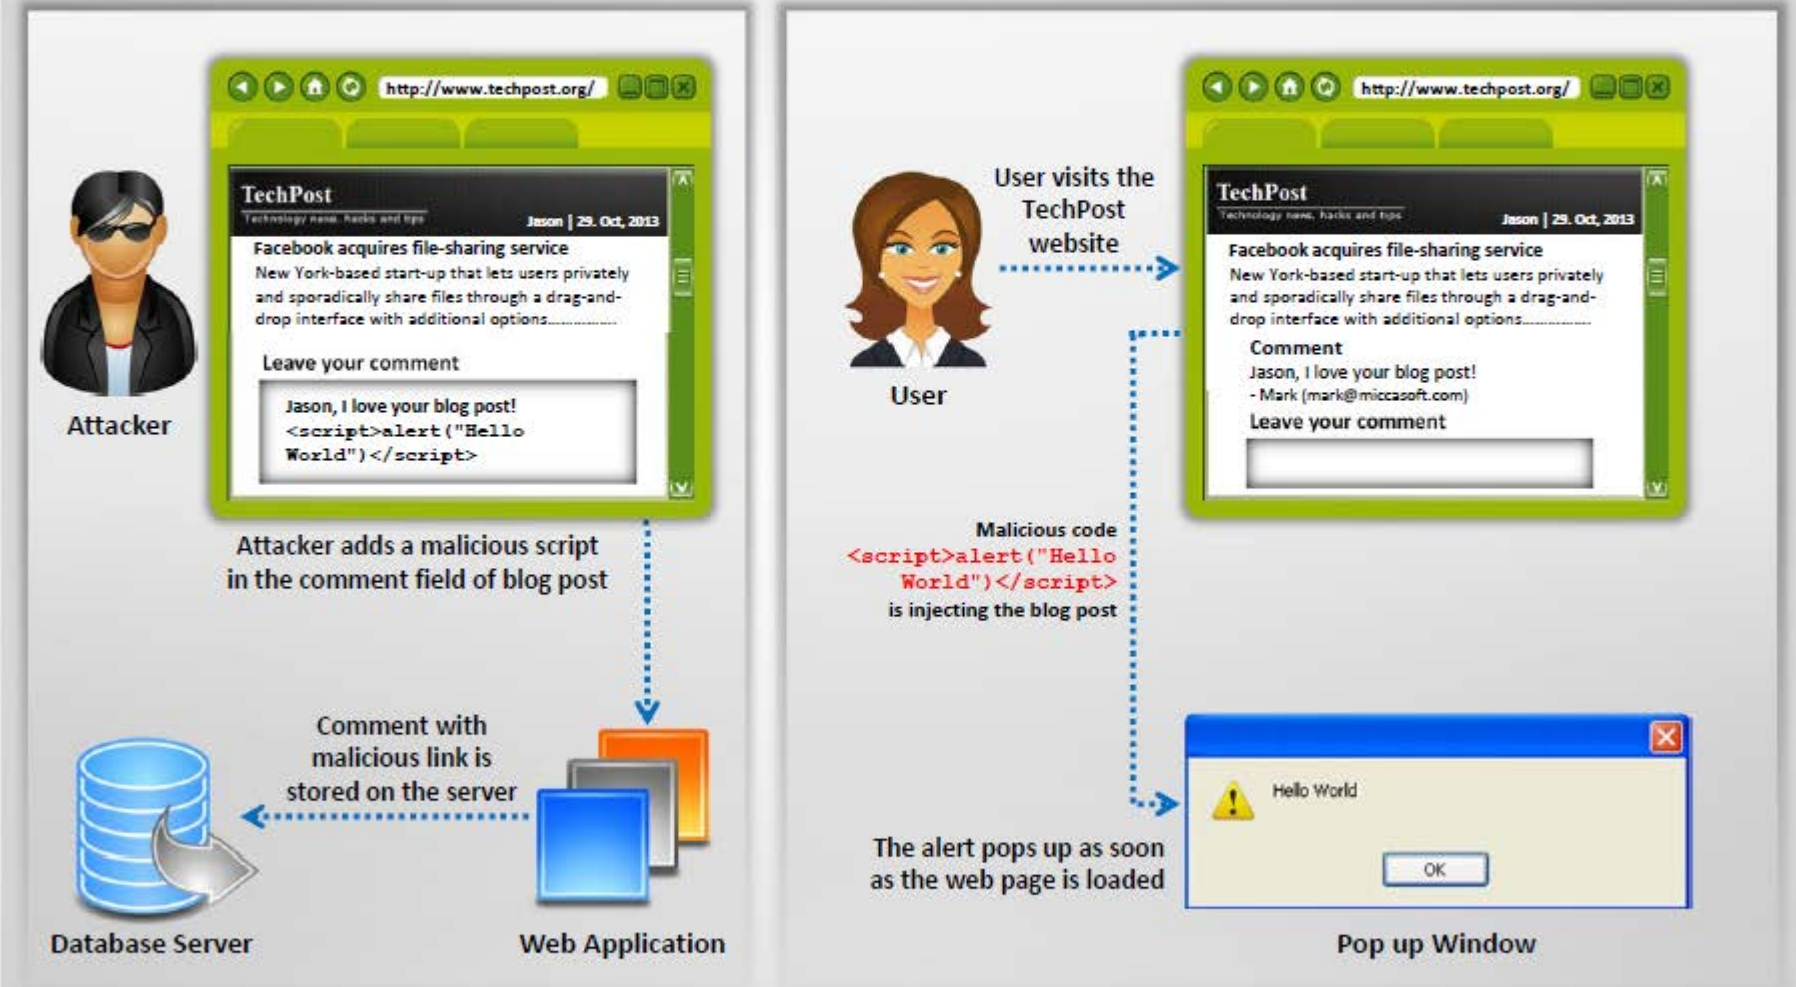 http://www.techpost.org/
TechPost
Technology news, hacks and tips
Jason | 29. Oct, 2013
Facebook acquires file-sharing service
New York-based start-up that lets users privately
and sporadically share files through a drag-and-
drop interface with additional options..................
Leave your comment
Jason, I love your blog post!
<script>alert("Hello
World")</script>
Attacker
Attacker adds a malicious script
in the comment field of blog post
Comment with
malicious link is
stored on the server
Database Server
Web Application
User visits the
TechPost
website
User
http://www.techpost.org/
TechPost
Technology news, hacks and tips
Jason | 29. Oct, 2013
Facebook acquires file-sharing service
New York-based start-up that lets users privately
and sporadically share files through a drag-and-
drop interface with additional options..................
Comment
Jason, I love your blog post!
- Mark (mark@miccasoft.com)
Leave your comment
Malicious code
<script>alert("Hello
World")</script>
is injecting the blog post
Hello World
OK
The alert pops up as soon
as the web page is loaded
Pop up Window